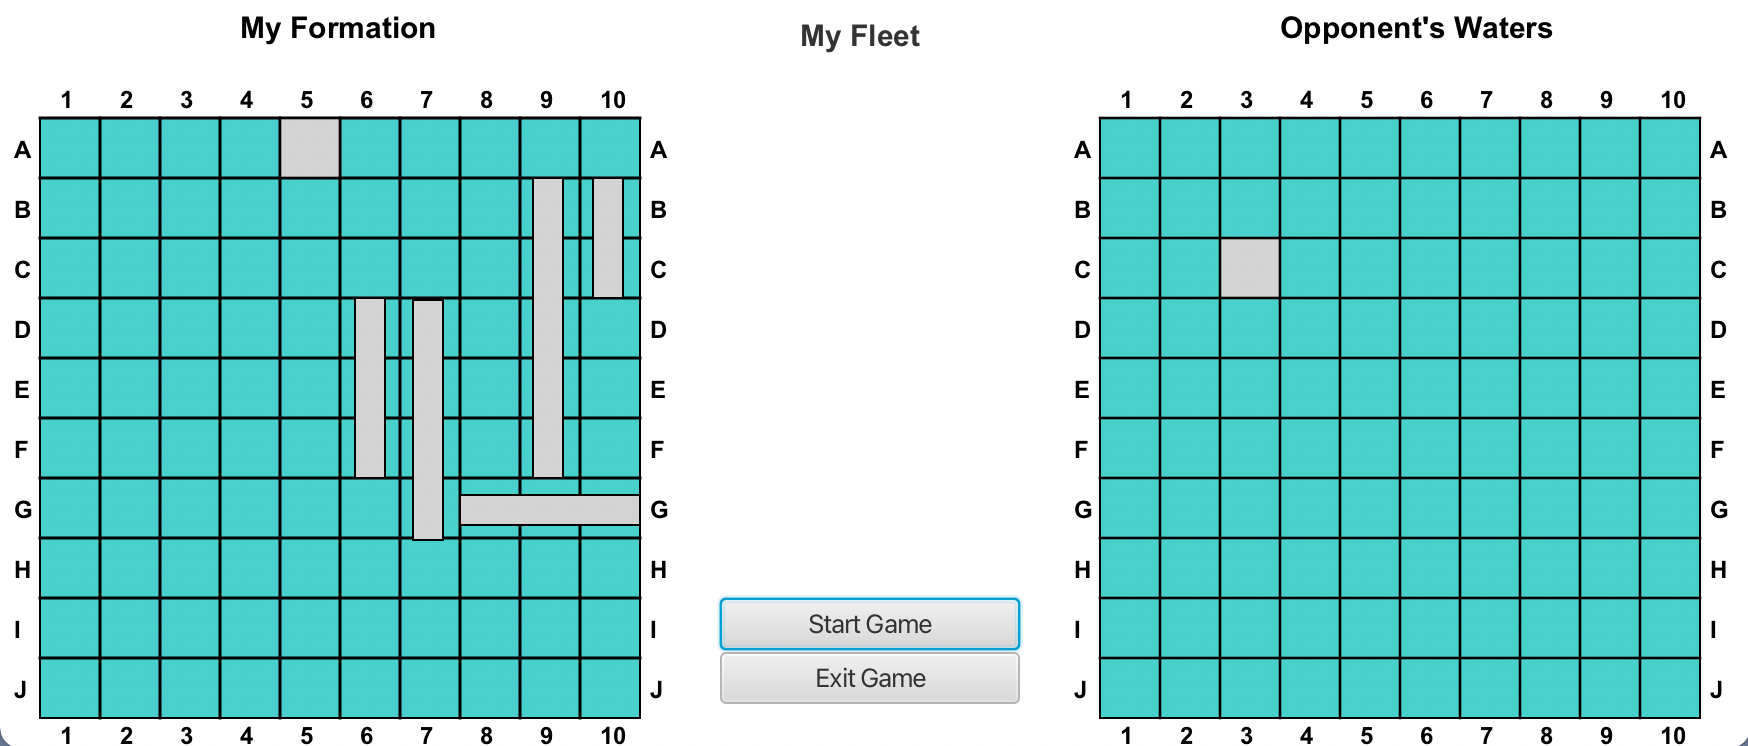 My Formation
My Fleet
Opponent's Waters
1 2 3 4 5 6 7 8 9 10
1 2 3 4 5 6 7 8 9 10
A A A A
B B B B
C C C C
D D D D
E E E E
F F F F
G G G G
H H H H
Start Game
I I I I
Exit Game
J J J J
1 2 3 4 5 6 7 8 9 10
1 2 3 4 5 6 7 8 9 10